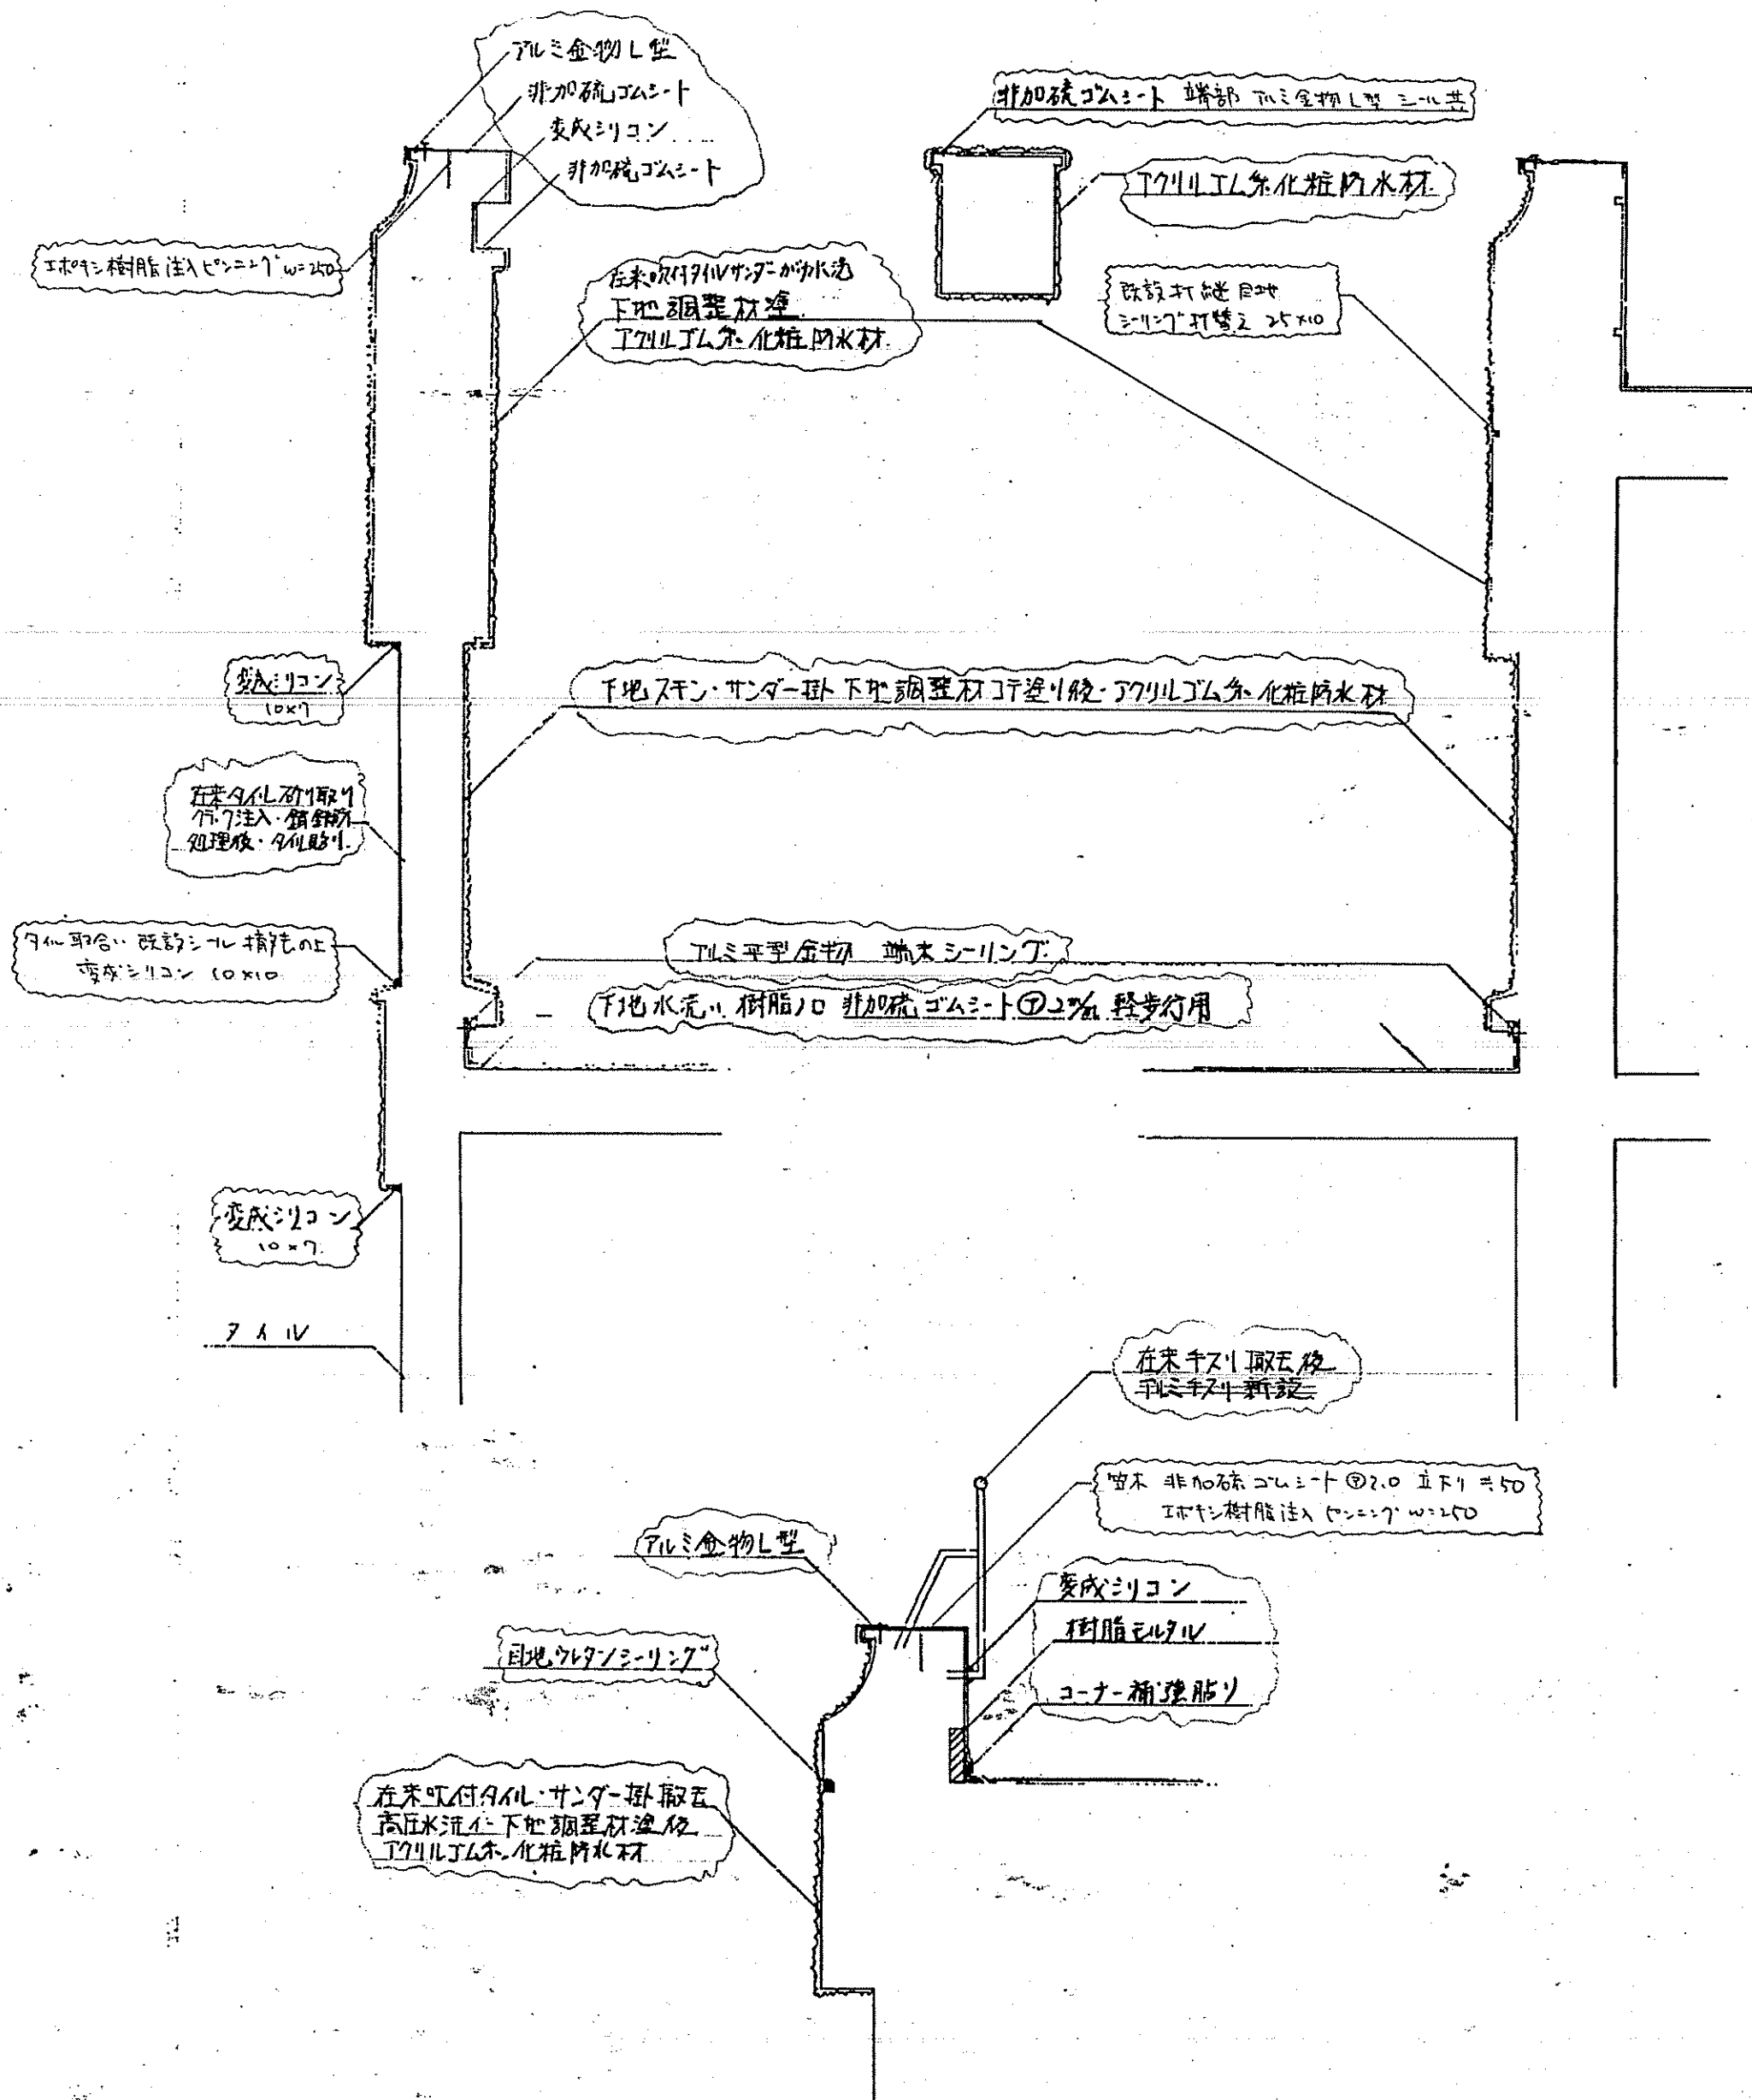 アルミ金物L型
非加硫ゴムシート
変成シリコン
非加硫ゴムシート
非加硫ゴムシート 端部 アルミ金物L型 シール共
アクリルゴム系化粧防水材
エポキシ樹脂注入ピンニング W=250
在来吹付タイルサンダーがけ水洗
下地調整材塗
アクリルゴム系化粧防水材
既設打継目地
シーリング打替え 25×10
変成シリコン
10×7
下地スキン・サンダー掛 下地調整材コテ塗り後・アクリルゴム系化粧防水材
在来タイル斫り取り
クラック注入・錆鉄筋
処理後・タイル貼り
タイル取合い 既設シール撤去の上
変成シリコン 10×10
アルミ平型金物 端末シーリング
下地水洗い 樹脂ノロ 非加硫ゴムシート㋐2m/m 軽歩行用
変成シリコン
10×7
タイル
在来手スリ撤去後
アルミ手スリ新設
笠木 非加硫ゴムシート㋐2.0 立下り≒50
エポキシ樹脂注入ピンニング W=250
アルミ金物L型
変成シリコン
樹脂モルタル
コーナー補強貼り
目地ウレタンシーリング
在来吹付タイル・サンダー掛撤去
高圧水洗イ・下地調整材塗後
アクリルゴム系化粧防水材